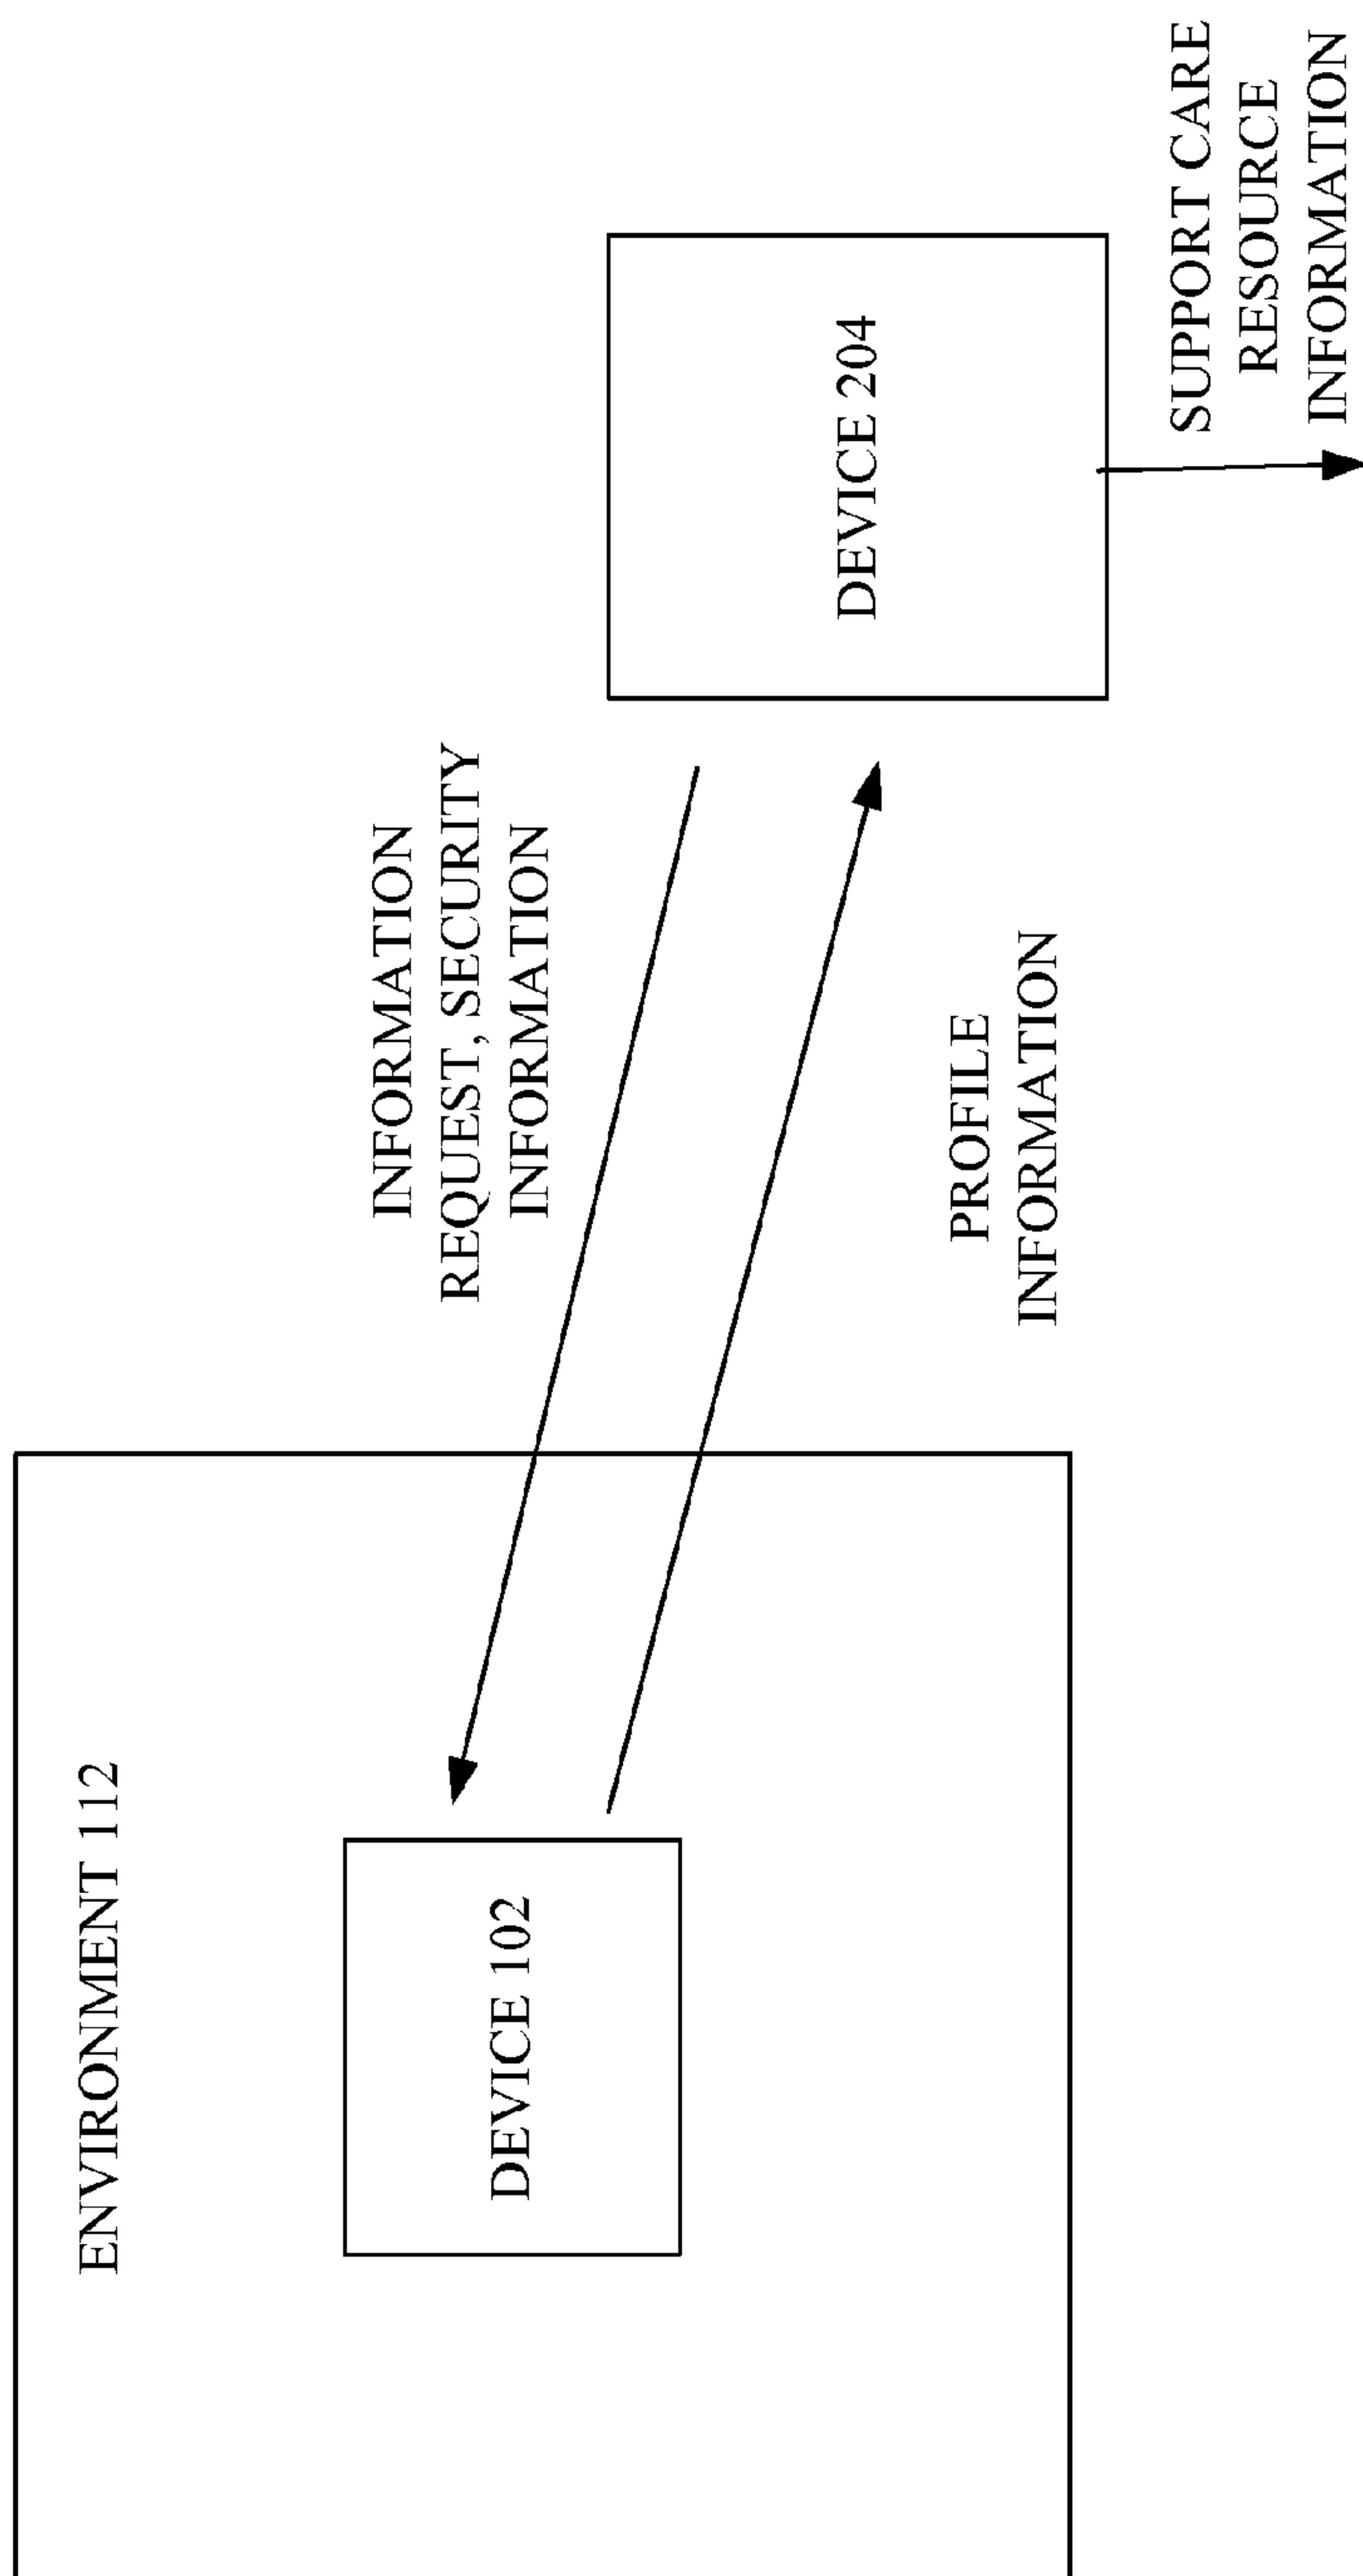 ENVIRONMENT 112
DEVICE 102
INFORMATION
REQUEST, SECURITY
INFORMATION
PROFILE
INFORMATION
DEVICE 204
SUPPORT CARE
RESOURCE
INFORMATION